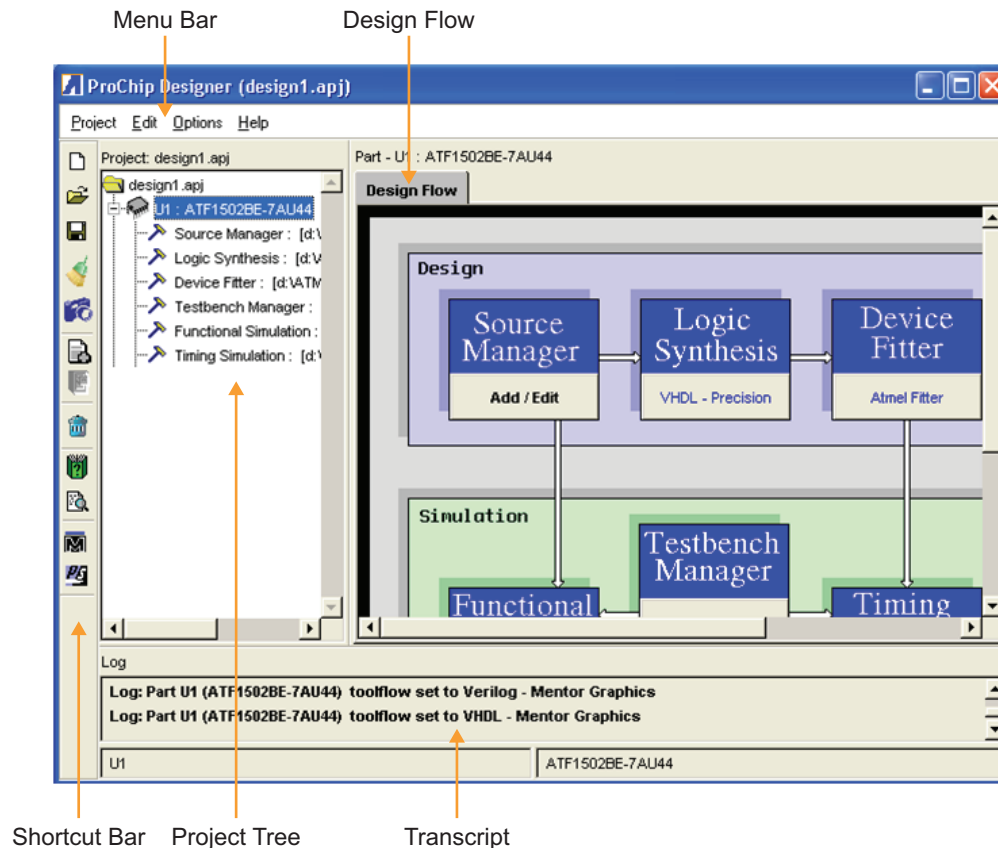 Menu Bar
Design Flow
ProChip Designer (design1.apj)
Project Edit Options Help
Project: design1.apj
design1.apj
U1 : ATF1502BE-7AU44
Source Manager : [d:\
Logic Synthesis : [d:\A
Device Fitter : [d:\ATM
Testbench Manager :
Functional Simulation :
Timing Simulation : [d:\
Part - U1 : ATF1502BE-7AU44
Design Flow
Design
Source Manager
Add / Edit
Logic Synthesis
VHDL - Precision
Device Fitter
Atmel Fitter
Simulation
Testbench Manager
Functional
Timing
Log
Log: Part U1 (ATF1502BE-7AU44) toolflow set to Verilog - Mentor Graphics
Log: Part U1 (ATF1502BE-7AU44) toolflow set to VHDL - Mentor Graphics
U1
ATF1502BE-7AU44
Shortcut Bar
Project Tree
Transcript